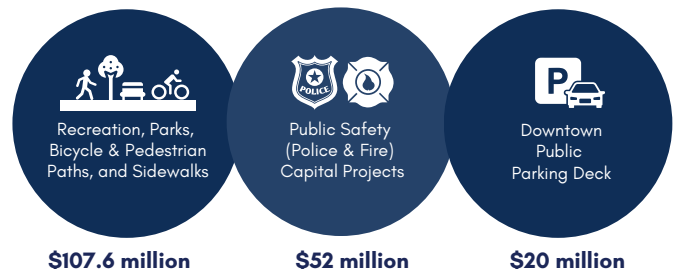 POLICE
Recreation, Parks,
Bicycle & Pedestrian
Paths, and Sidewalks
$107.6 million
Public Safety
(Police & Fire)
Capital Projects
$52 million
P
Downtown
Public
Parking Deck
$20 million